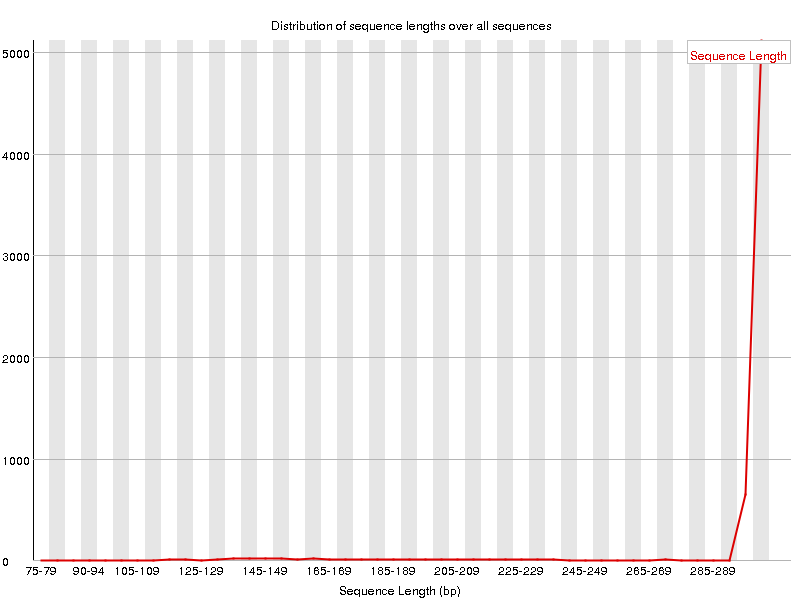 Distribution of sequence lengths over all sequences
Sequence Length
5000
4000
3000
2000
1000
0
75-79 90-94 105-109 125-129 145-149 165-169 185-189 205-209 225-229 245-249 265-269 285-289
Sequence Length (bp)